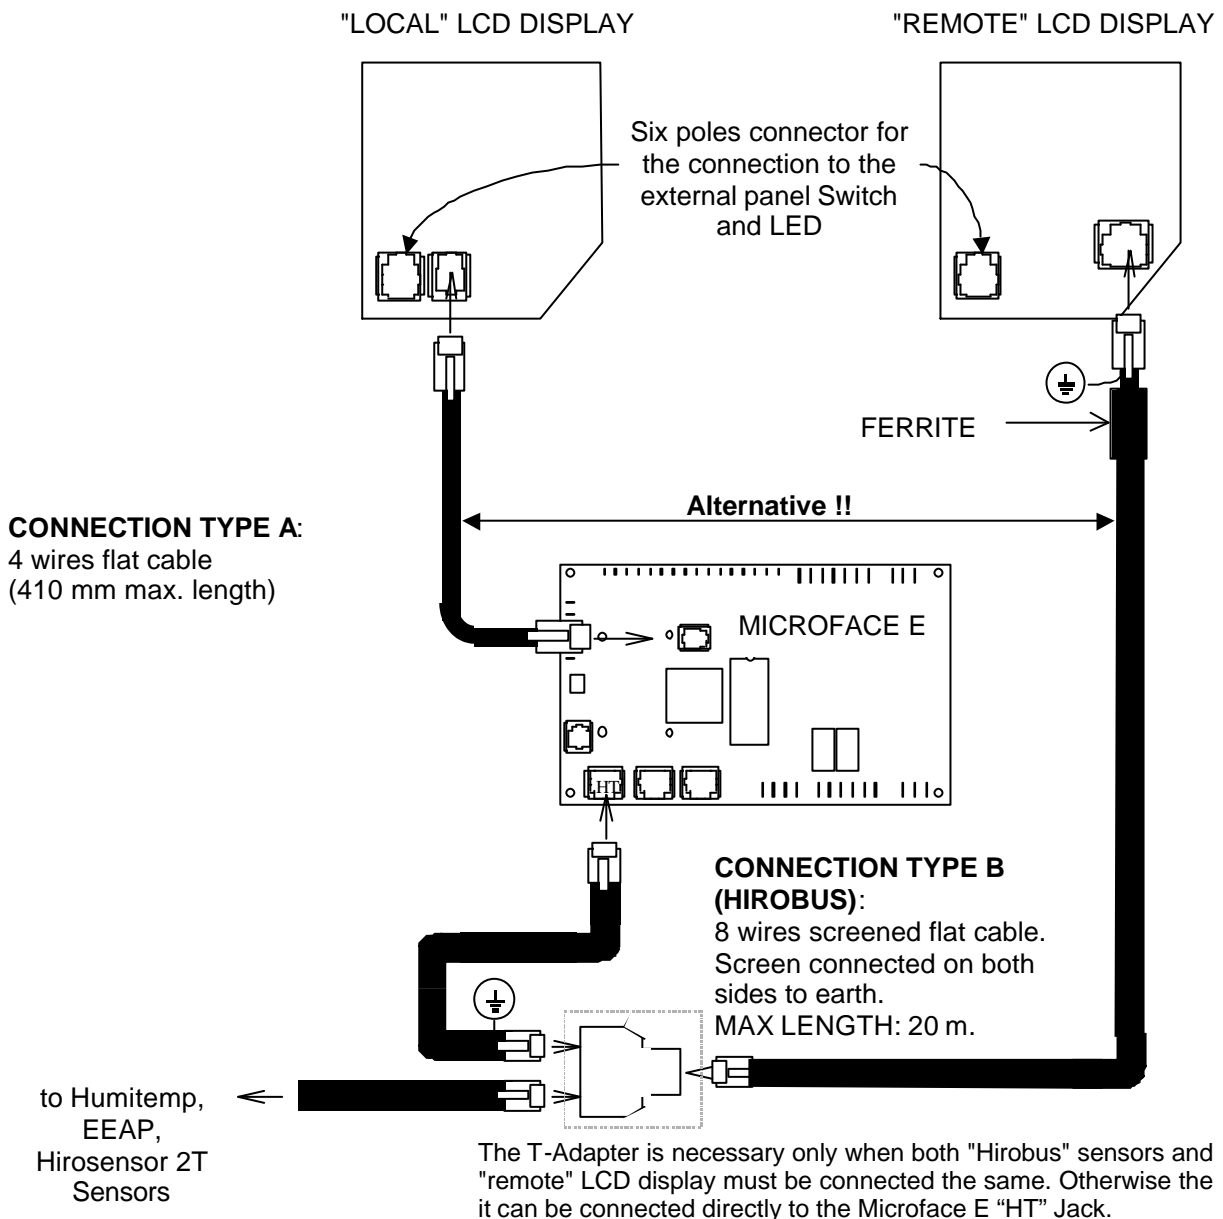 "LOCAL" LCD DISPLAY
"REMOTE" LCD DISPLAY
Six poles connector for
the connection to the
external panel Switch
and LED
FERRITE
Alternative !!
CONNECTION TYPE A:
4 wires flat cable
(410 mm max. length)
MICROFACE E
HT
CONNECTION TYPE B
(HIROBUS):
8 wires screened flat cable.
Screen connected on both
sides to earth.
MAX LENGTH: 20 m.
to Humitemp,
EEAP,
Hirosensor 2T
Sensors
The T-Adapter is necessary only when both "Hirobus" sensors and
"remote" LCD display must be connected the same. Otherwise the
it can be connected directly to the Microface E “HT” Jack.